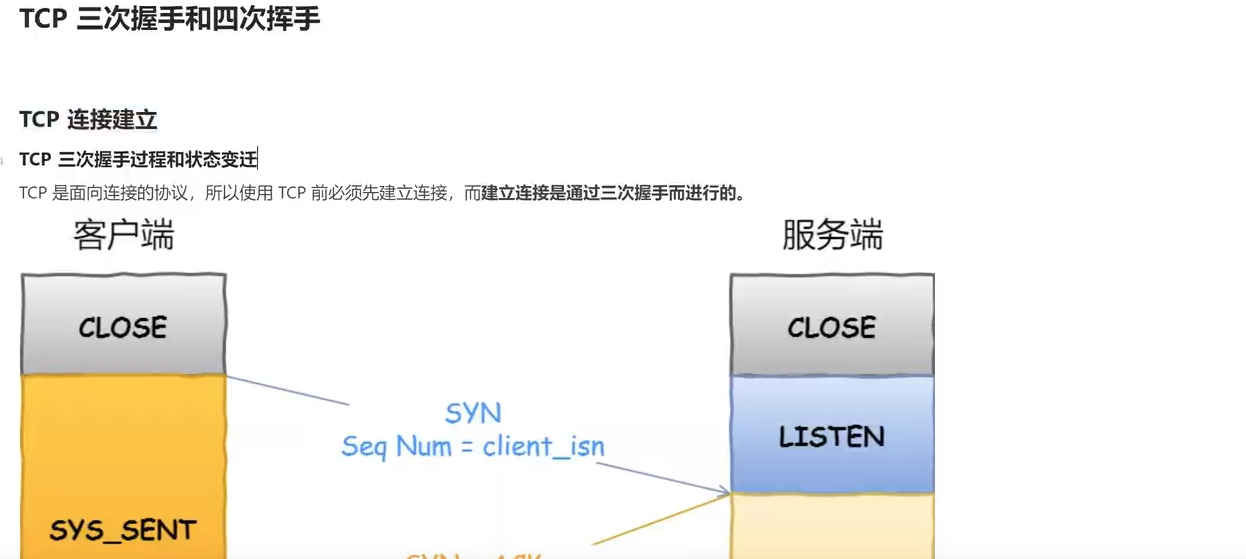 TCP 三次握手和四次挥手
TCP 连接建立
TCP 三次握手过程和状态变迁
TCP 是面向连接的协议，所以使用 TCP 前必须先建立连接，而建立连接是通过三次握手而进行的。
客户端
服务端
CLOSE
CLOSE
SYN
Seq Num = client_isn
LISTEN
SYS_SENT